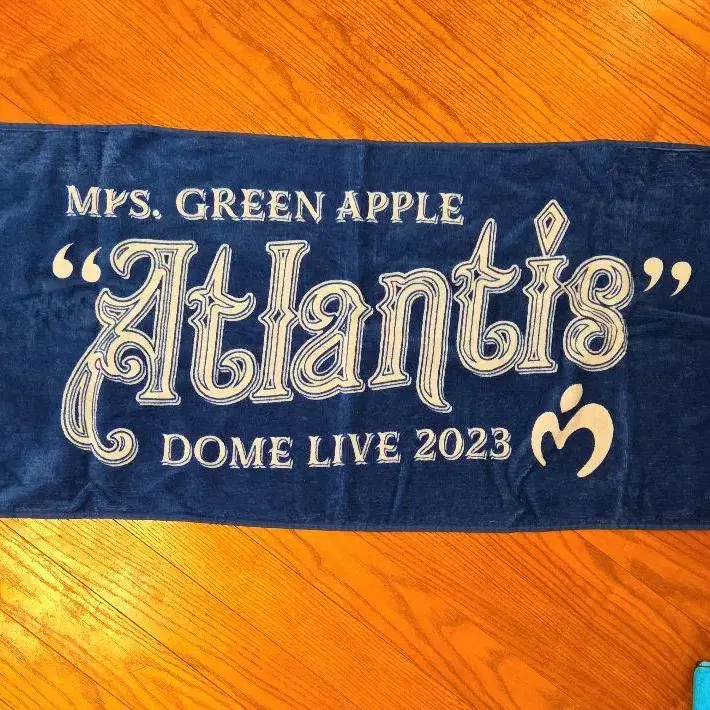 MRS. GREEN APPLE
“Atlantis”
DOME LIVE 2023